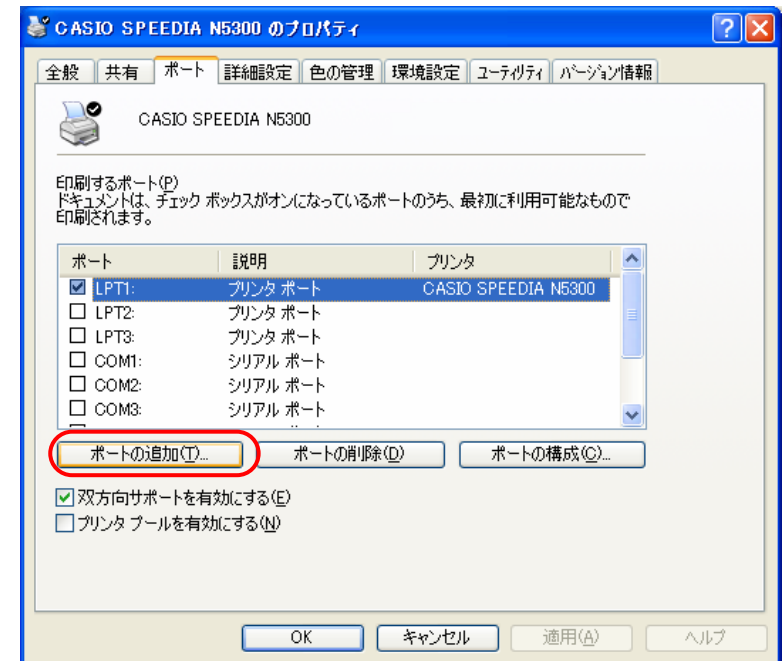 CASIO SPEEDIA N5300 のプロパティ
全般 共有 ポート 詳細設定 色の管理 環境設定 ユーティリティ バージョン情報
CASIO SPEEDIA N5300
印刷するポート(P)
ドキュメントは、チェック ボックスがオンになっているポートのうち、最初に利用可能なもので
印刷されます。
ポート 説明 プリンタ
LPT1: プリンタ ポート CASIO SPEEDIA N5300
LPT2: プリンタ ポート
LPT3: プリンタ ポート
COM1: シリアル ポート
COM2: シリアル ポート
COM3: シリアル ポート
ポートの追加(T)... ポートの削除(D) ポートの構成(C)...
双方向サポートを有効にする(E)
プリンタ プールを有効にする(N)
OK キャンセル 適用(A) ヘルプ